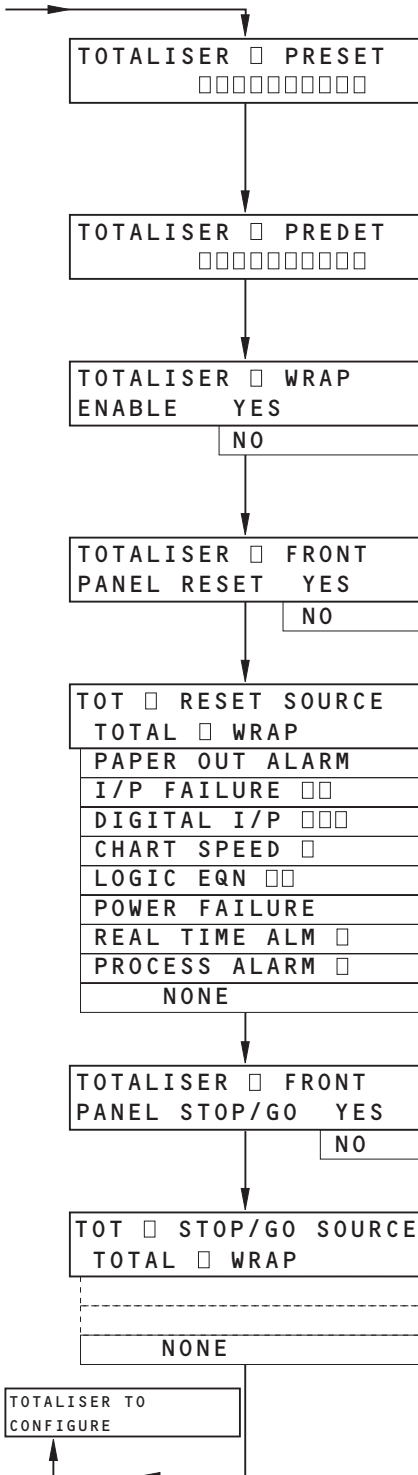 TOTALISER □ PRESET
□□□□□□□□□□
TOTALISER □ PREDET
□□□□□□□□□□
TOTALISER □ WRAP
ENABLE YES
NO
TOTALISER □ FRONT
PANEL RESET YES
NO
TOT □ RESET SOURCE
TOTAL □ WRAP
PAPER OUT ALARM
I/P FAILURE □□
DIGITAL I/P □□□
CHART SPEED □
LOGIC EQN □□
POWER FAILURE
REAL TIME ALM □
PROCESS ALARM □
NONE
TOTALISER □ FRONT
PANEL STOP/GO YES
NO
TOT □ STOP/GO SOURCE
TOTAL □ WRAP
NONE
TOTALISER TO
CONFIGURE